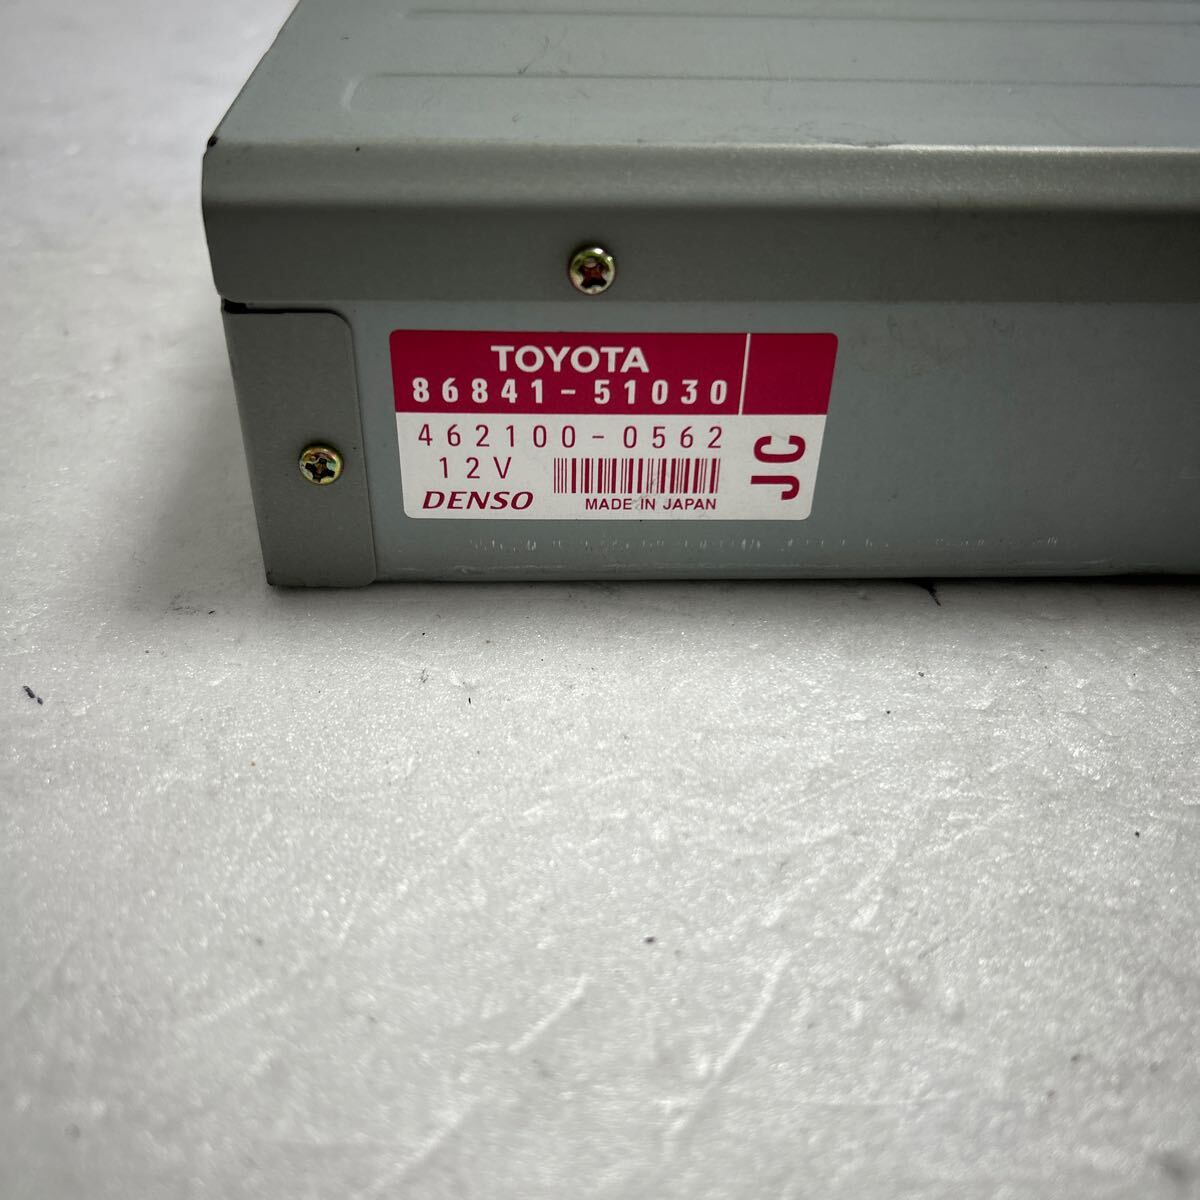 TOYOTA
86841-51030
462100-0562
12V
DENSO
MADE IN JAPAN
JC